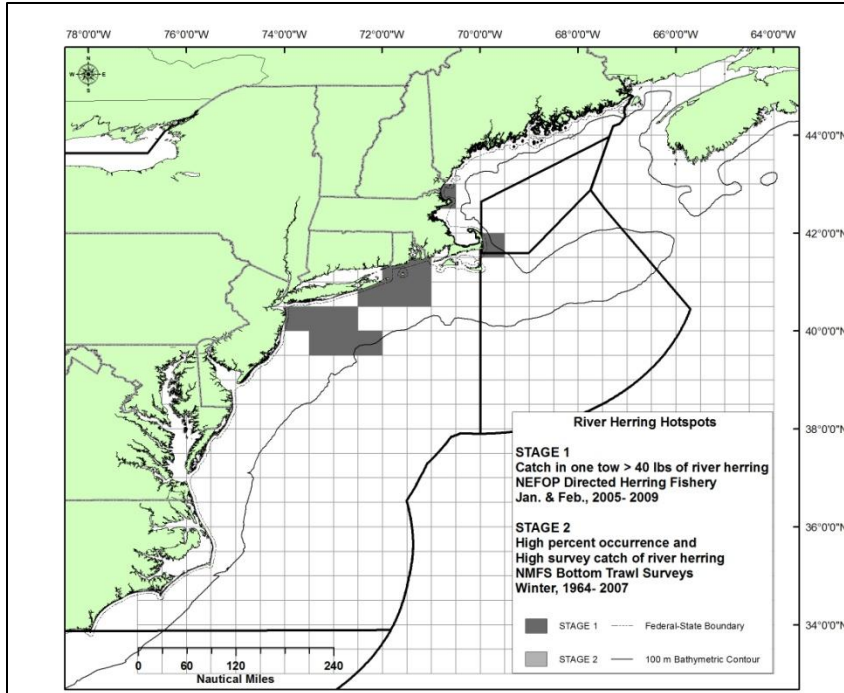 78°0'0"W 76°0'0"W 74°0'0"W 72°0'0"W 70°0'0"W 68°0'0"W 66°0'0"W 64°0'0"W
N
W E
S
44°0'0"N
42°0'0"N
40°0'0"N
38°0'0"N
36°0'0"N
34°0'0"N
River Herring Hotspots
STAGE 1
Catch in one tow > 40 lbs of river herring
NEFOP Directed Herring Fishery
Jan. & Feb., 2005- 2009
STAGE 2
High percent occurrence and
High survey catch of river herring
NMFS Bottom Trawl Surveys
Winter, 1964- 2007
STAGE 1 Federal-State Boundary
STAGE 2 100 m Bathymetric Contour
0 60 120 240
Nautical Miles